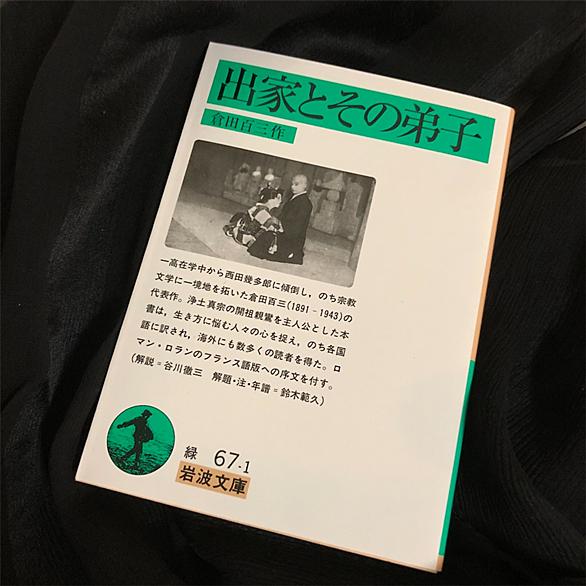 出家とその弟子
倉田百三作
一高在学中から西田幾多郎に傾倒し，のち宗教
文学に一境地を拓いた倉田百三(1891‐1943)の
代表作。浄土真宗の開祖親鸞を主人公とした本
書は，生き方に悩む人々の心を捉え，のち各国
語に訳され，海外にも数多くの読者を得た。ロ
マン・ロランのフランス語版への序文を付す。
(解説＝谷川徹三　解題・注・年譜＝鈴木範久)
緑 67-1
岩波文庫